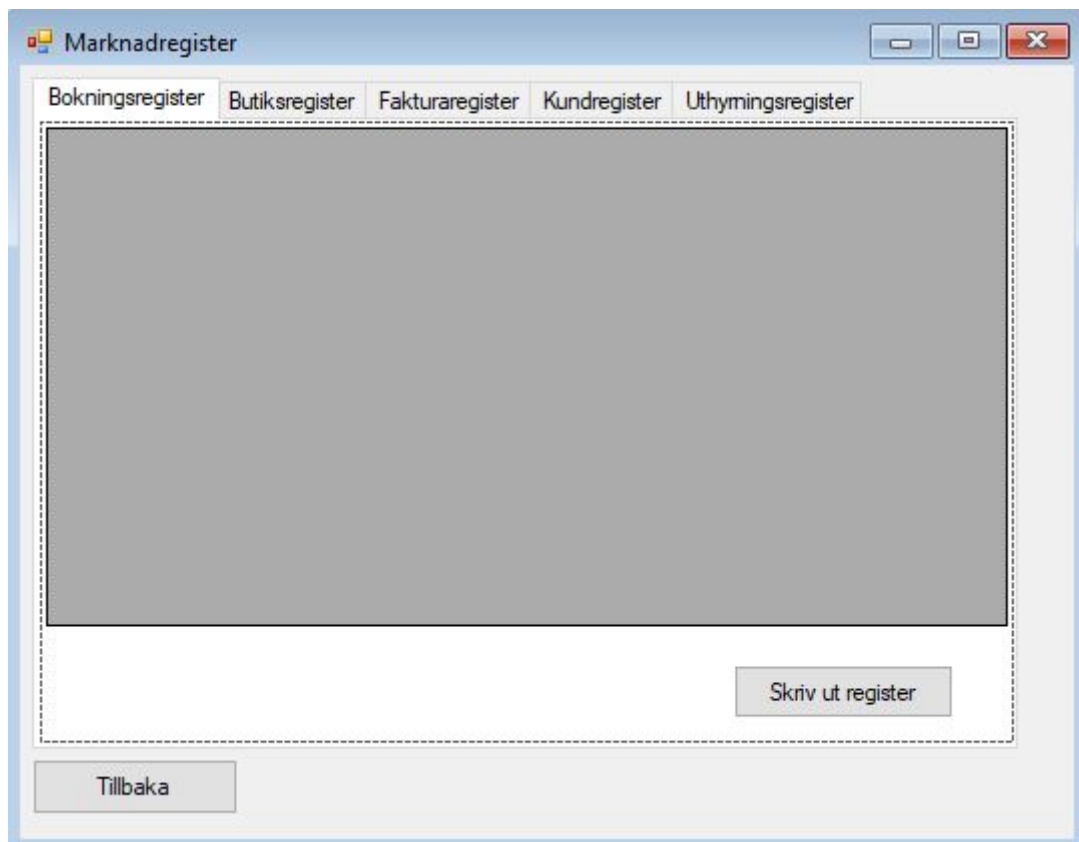 Marknadregister
Bokningsregister Butiksregister Fakturaregister Kundregister Uthyrningsregister
Skriv ut register
Tillbaka